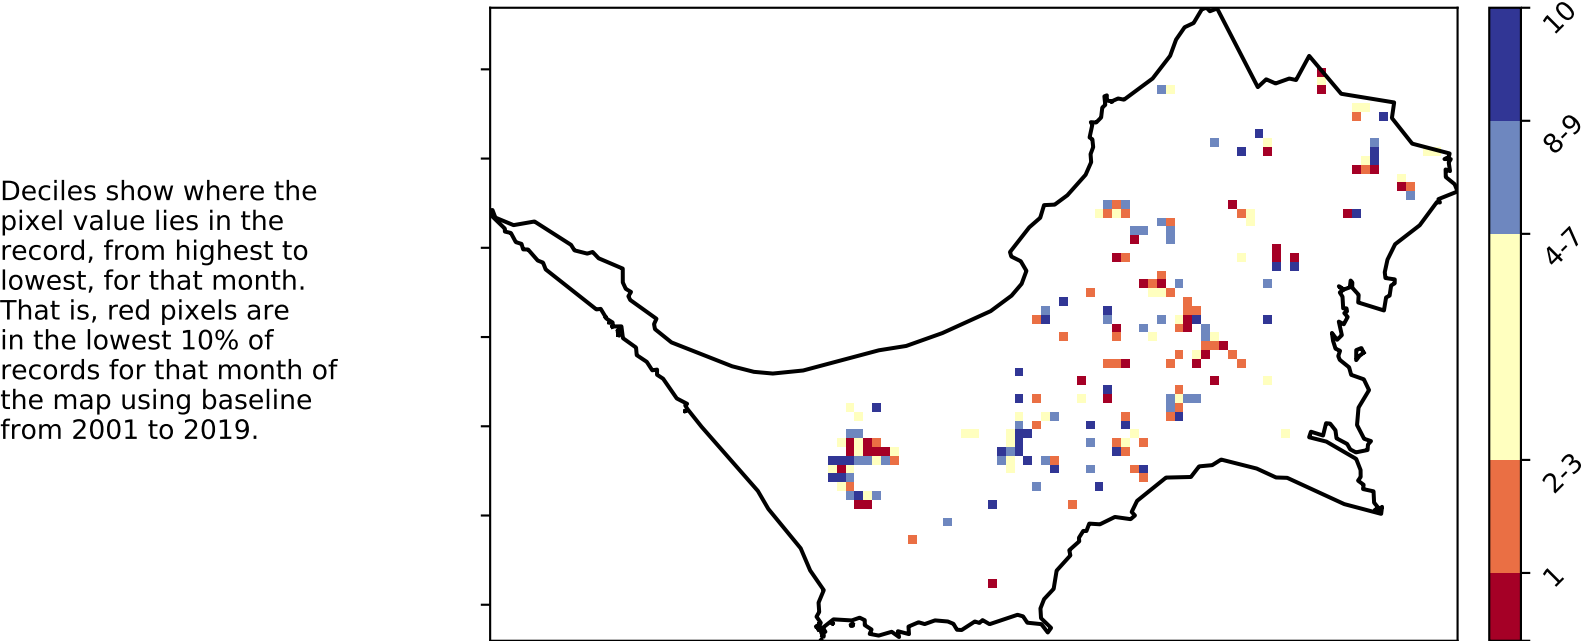 Deciles show where the
pixel value lies in the
record, from highest to
lowest, for that month.
That is, red pixels are
in the lowest 10% of
records for that month of
the map using baseline
from 2001 to 2019.
10
8-9
4-7
2-3
1